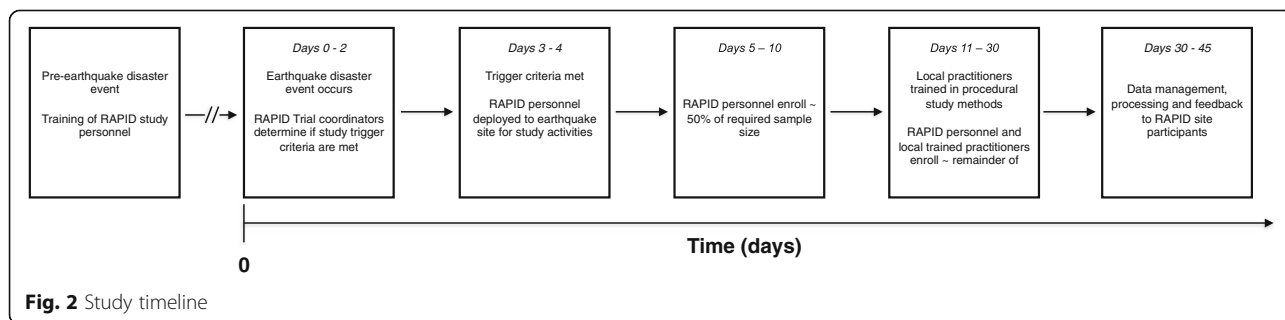 Pre-earthquake disaster
event
Training of RAPID study
personnel
//
Days 0 - 2
Earthquake disaster
event occurs
RAPID Trial coordinators
determine if study trigger
criteria are met
Days 3 - 4
Trigger criteria met
RAPID personnel
deployed to earthquake
site for study activities
Days 5 – 10
RAPID personnel enroll ~
50% of required sample
size
Days 11 – 30
Local practitioners
trained in procedural
study methods
RAPID personnel and
local trained practitioners
enroll ~ remainder of
Days 30 - 45
Data management,
processing and feedback
to RAPID site
participants
0
Time (days)
Fig. 2 Study timeline